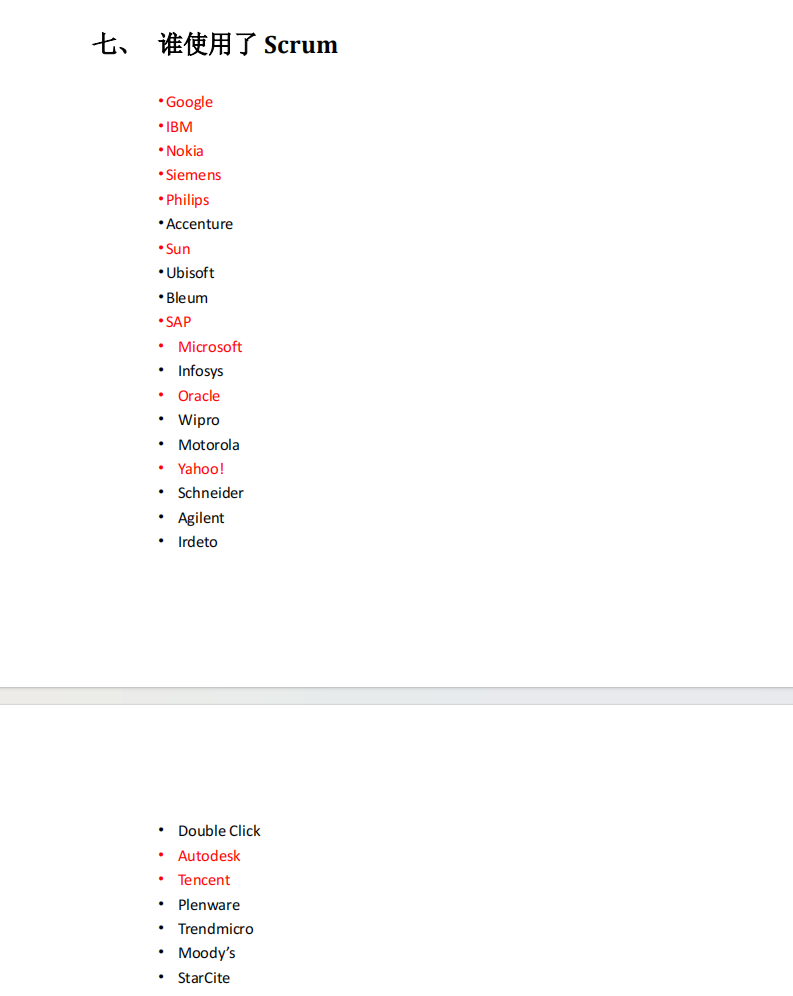 七、 谁使用了 Scrum
•Google
•IBM
•Nokia
•Siemens
•Philips
•Accenture
•Sun
•Ubisoft
•Bleum
•SAP
• Microsoft
• Infosys
• Oracle
• Wipro
• Motorola
• Yahoo!
• Schneider
• Agilent
• Irdeto
• Double Click
• Autodesk
• Tencent
• Plenware
• Trendmicro
• Moody’s
• StarCite